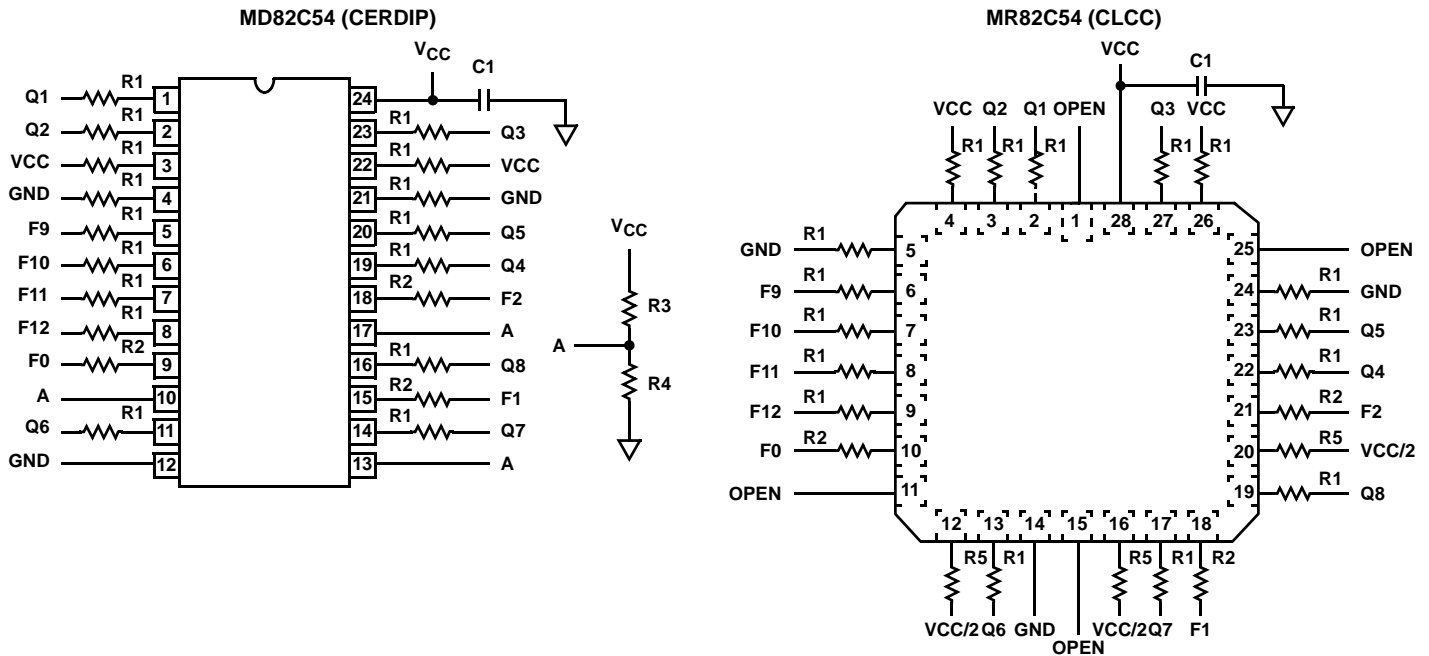 MD82C54 (CERDIP)
VCC
C1
Q1 R1 1
Q2 R1 2
VCC R1 3
GND R1 4
F9 R1 5
F10 R1 6
F11 R1 7
F12 R1 8
F0 R2 9
A 10
Q6 R1 11
GND 12
24
23 R1 Q3
22 R1 VCC
21 R1 GND
20 R1 Q5
19 R1 Q4
18 R2 F2
17 A
16 R1 Q8
15 R2 F1
14 R1 Q7
13 A
VCC
R3
A
R4
MR82C54 (CLCC)
VCC
C1
VCC Q2 Q1 OPEN Q3 VCC
R1 R1 R1 R1 R1
4 3 2 1 28 27 26
GND R1 5
F9 R1 6
F10 R1 7
F11 R1 8
F12 R1 9
F0 R2 10
OPEN 11
25 OPEN
24 R1 GND
23 R1 Q5
22 R1 Q4
21 R2 F2
20 R5 VCC/2
19 R1 Q8
12 13 14 15 16 17 18
R5 R1 R5 R1 R2
VCC/2 Q6 GND VCC/2 Q7 F1
OPEN